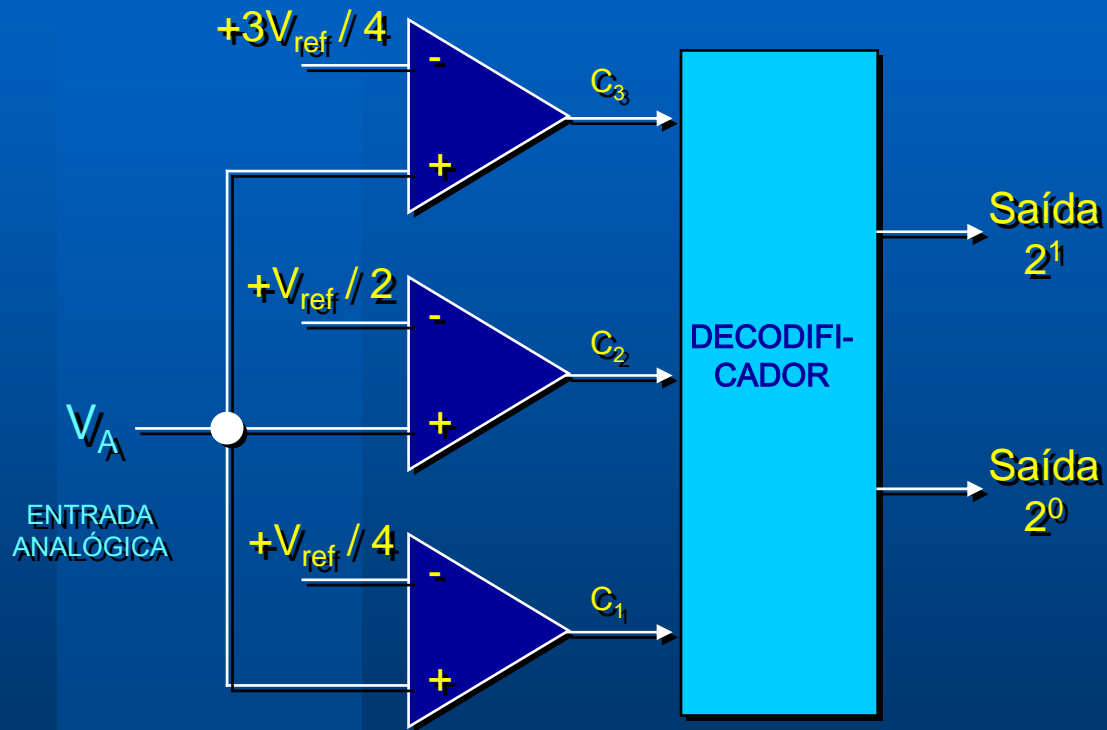 +3Vref / 4
-
+
C3
+Vref / 2
-
+
C2
VA
ENTRADA
ANALÓGICA
+Vref / 4
-
+
C1
DECODIFI-
CADOR
Saída
2¹
Saída
2⁰